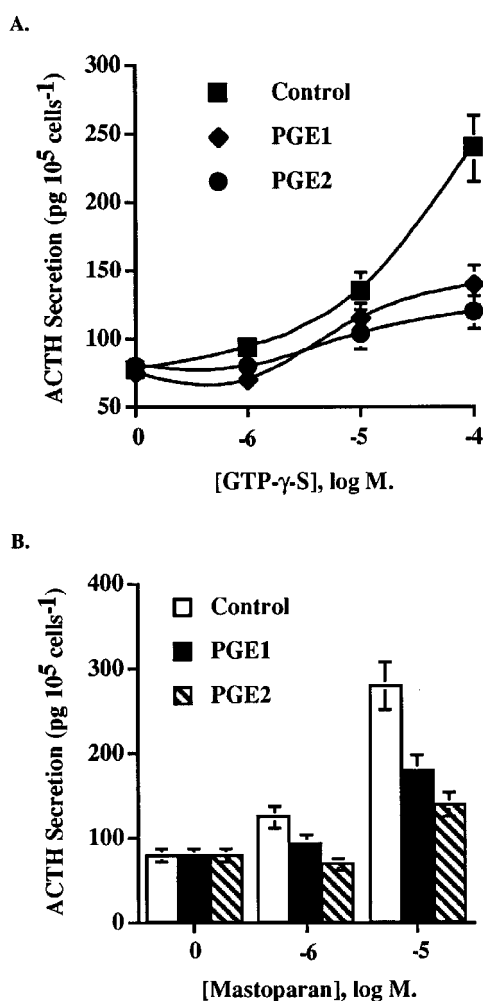 A.
300
250
200
150
100
50
ACTH Secretion (pg 10⁵ cells⁻¹)
Control
PGE1
PGE2
0 -6 -5 -4
[GTP-γ-S], log M.
B.
400
300
200
100
0
ACTH Secretion (pg 10⁵ cells⁻¹)
Control
PGE1
PGE2
0 -6 -5
[Mastoparan], log M.